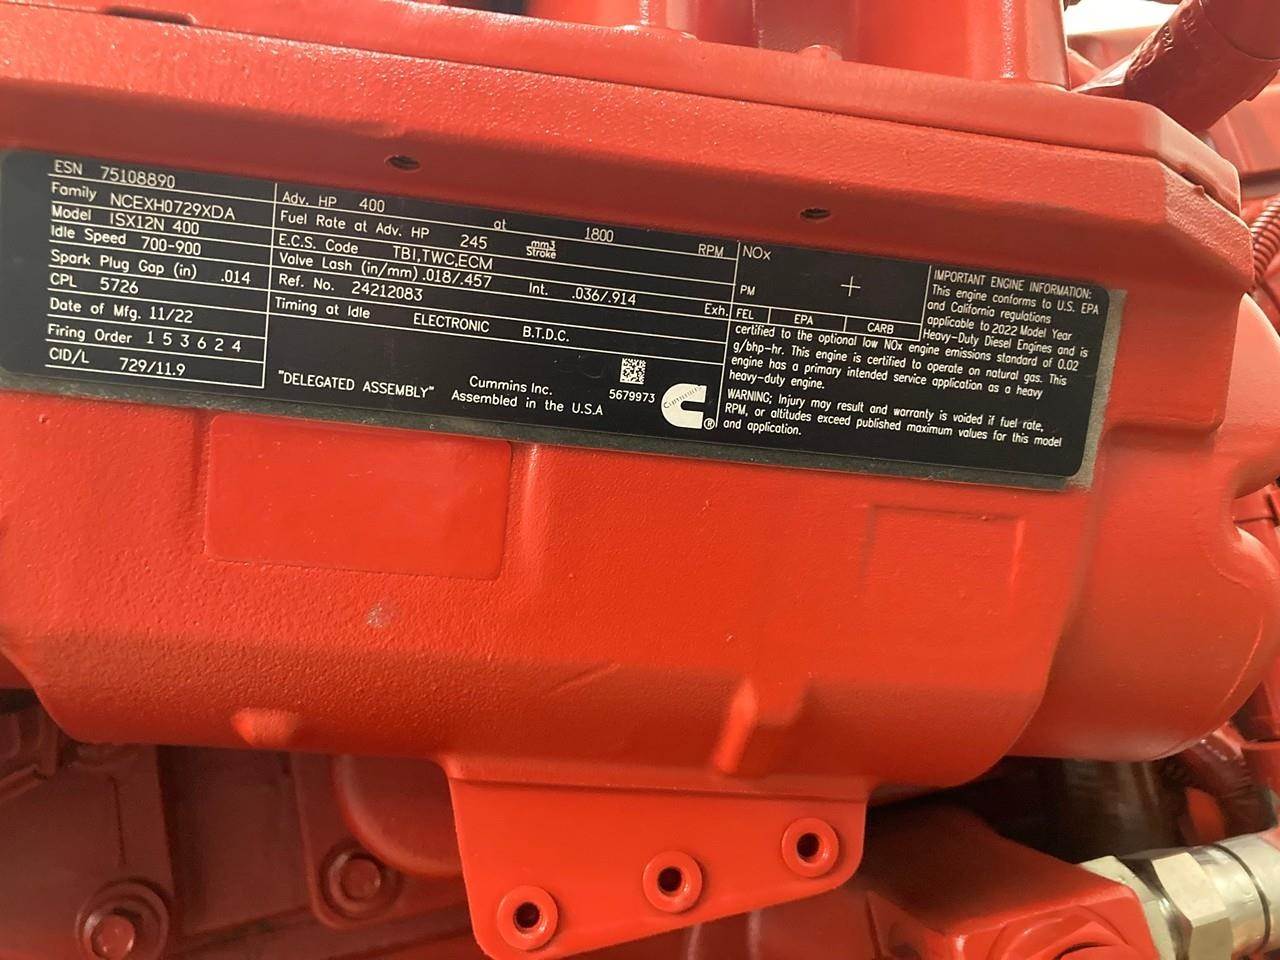 ESN 75108890
Family NCEXH0729XDA
Model ISX12N 400
Idle Speed 700-900
Spark Plug Gap (in) .014
CPL 5726
Date of Mfg. 11/22
Firing Order 1 5 3 6 2 4
CID/L 729/11.9
Adv. HP 400 at 1800 RPM
Fuel Rate at Adv. HP 245 mm3 Stroke
E.C.S. Code TBI,TWC,ECM
Valve Lash (in/mm) .018/.457 Int. .036/.914 Exh.
Ref. No. 24212083
Timing at Idle ELECTRONIC B.T.D.C.
"DELEGATED ASSEMBLY"
Cummins Inc.
Assembled in the U.S.A
5679973
Cummins
®
NOx
PM +
FEL EPA CARB
IMPORTANT ENGINE INFORMATION:
This engine conforms to U.S. EPA
and California regulations
applicable to 2022 Model Year
Heavy-Duty Diesel Engines and is
certified to the optional low NOx engine emissions standard of 0.02
g/bhp-hr. This engine is certified to operate on natural gas. This
engine has a primary intended service application as a heavy
heavy-duty engine.
WARNING; Injury may result and warranty is voided if fuel rate,
RPM, or altitudes exceed published maximum values for this model
and application.